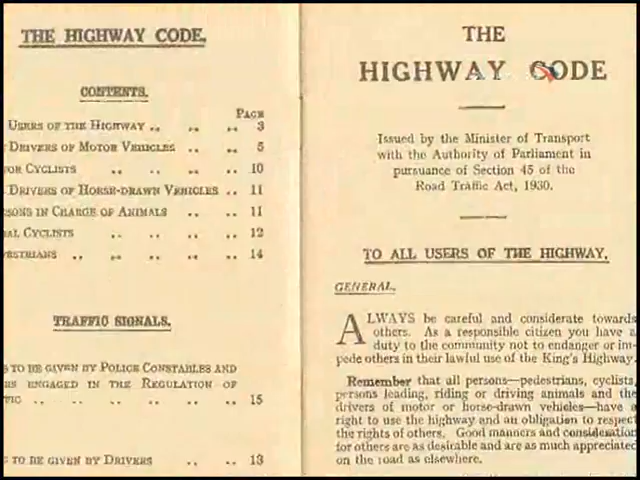 THE HIGHWAY CODE.
CONTENTS.
PAGE
USERS OF THE HIGHWAY .. .. .. 3
DRIVERS OF MOTOR VEHICLES .. .. 5
CYCLISTS .. .. .. 10
DRIVERS OF HORSE-DRAWN VEHICLES .. 11
IN CHARGE OF ANIMALS .. .. 11
CYCLISTS .. .. .. 12
.. .. .. .. 14
TRAFFIC SIGNALS.
TO BE GIVEN BY POLICE CONSTABLES AND
ENGAGED IN THE REGULATION OF
.. .. .. .. .. 15
TO BE GIVEN BY DRIVERS .. .. 13
THE
HIGHWAY CODE
Issued by the Minister of Transport
with the Authority of Parliament in
pursuance of Section 45 of the
Road Traffic Act, 1930.
TO ALL USERS OF THE HIGHWAY.
GENERAL.
ALWAYS be careful and considerate towards
others. As a responsible citizen you have a
duty to the community not to endanger or im-
pede others in their lawful use of the King's Highway.
Remember that all persons—pedestrians, cyclists,
persons leading, riding or driving animals and the
drivers of motor or horse-drawn vehicles—have a
right to use the highway and an obligation to respect
the rights of others. Good manners and consideration
for others are as desirable and are as much appreciated
on the road as elsewhere.